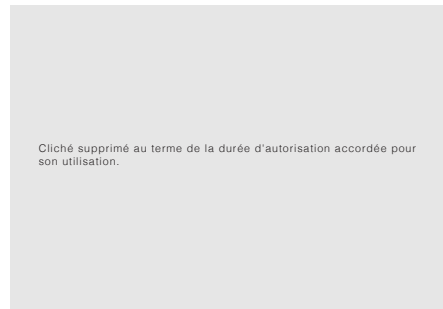 Cliché supprimé au terme de la durée d'autorisation accordée pour
son utilisation.